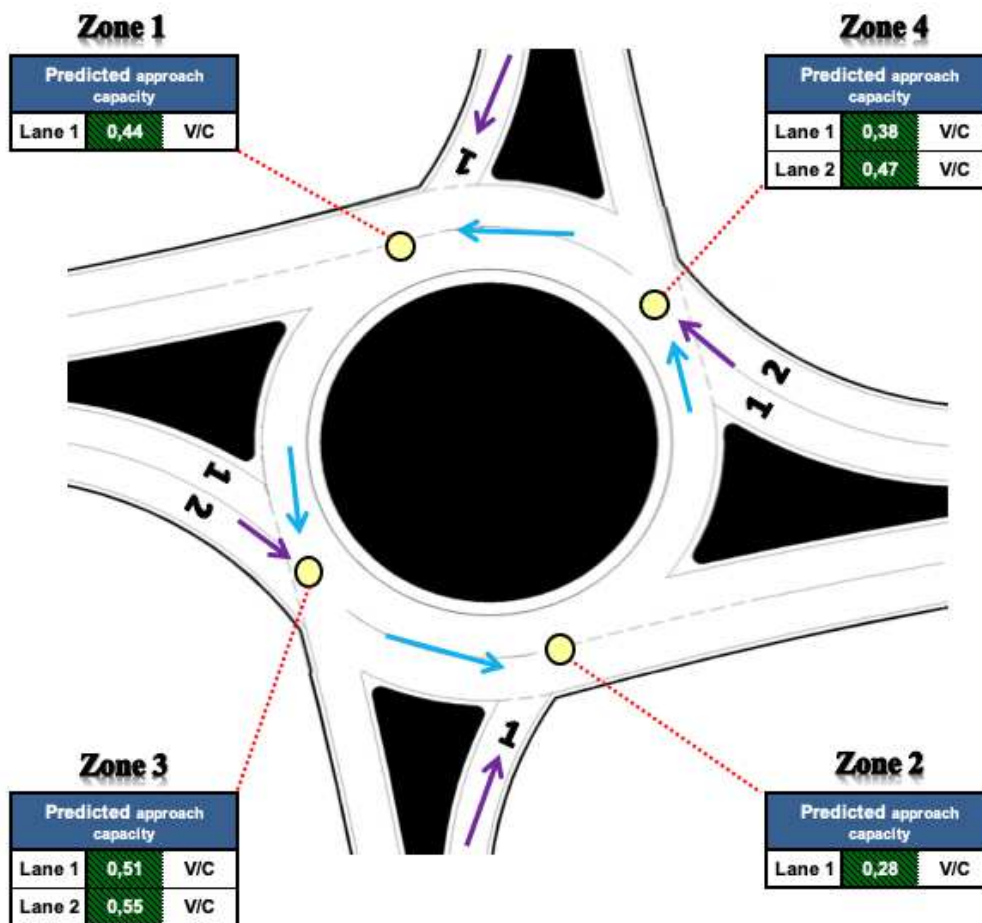 Zone 1
Predicted approach
capacity
Lane 1 0,44 V/C
Zone 4
Predicted approach
capacity
Lane 1 0,38 V/C
Lane 2 0,47 V/C
1
2
1
1
2
1
Zone 3
Predicted approach
capacity
Lane 1 0,51 V/C
Lane 2 0,55 V/C
Zone 2
Predicted approach
capacity
Lane 1 0,28 V/C